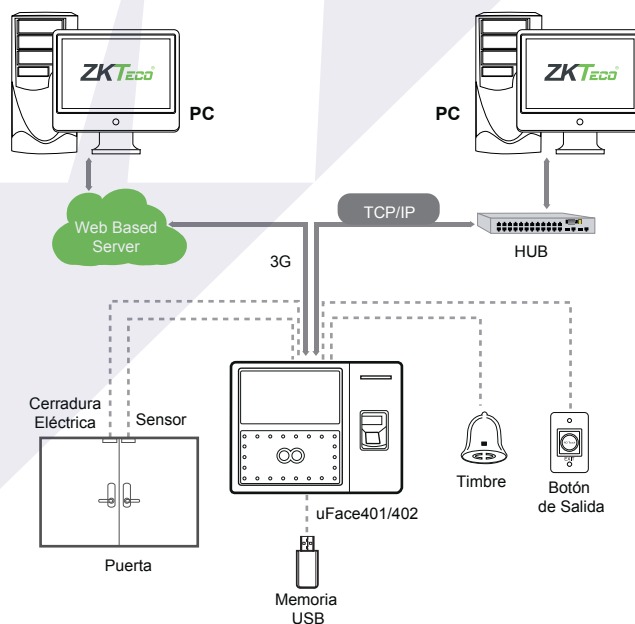 ZKTeco
PC
PC
ZKTeco
Web Based
Server
TCP/IP
HUB
3G
Cerradura
Eléctrica
Sensor
Timbre
EXIT
Botón
de Salida
uFace401/402
Puerta
Memoria
USB